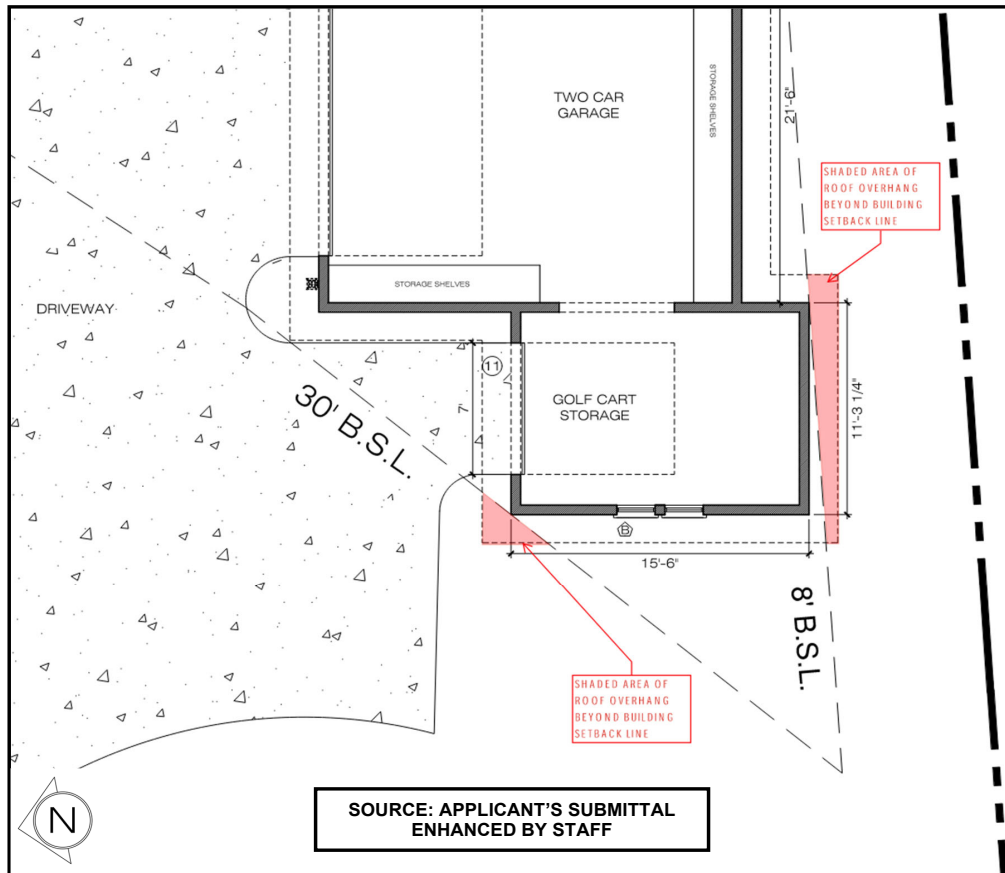 TWO CAR
GARAGE
STORAGE SHELVES
21'-6"
SHADED AREA OF
ROOF OVERHANG
BEYOND BUILDING
SETBACK LINE
STORAGE SHELVES
DRIVEWAY
11
7'
30' B.S.L.
GOLF CART
STORAGE
11'-3 1/4"
B
15'-6"
8' B.S.L.
SHADED AREA OF
ROOF OVERHANG
BEYOND BUILDING
SETBACK LINE
N
SOURCE: APPLICANT'S SUBMITTAL
ENHANCED BY STAFF